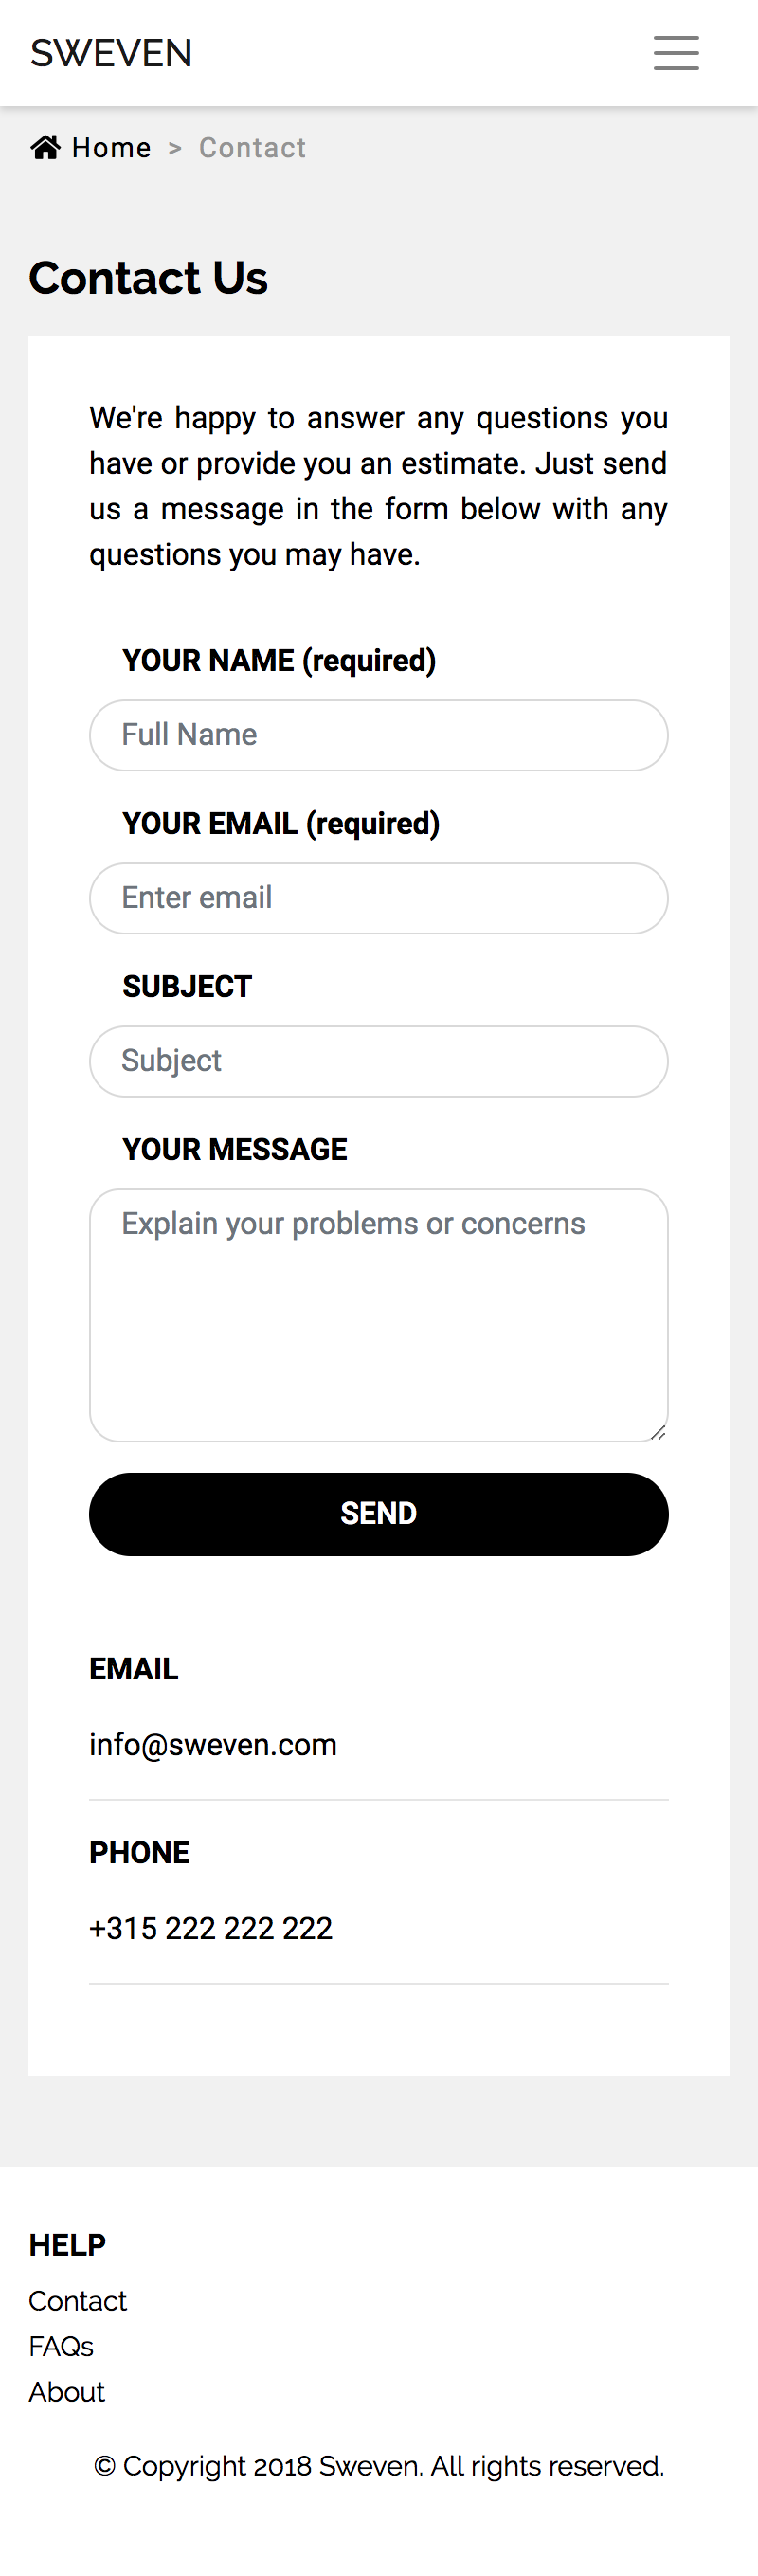 SWEVEN
Home > Contact
Contact Us
We're happy to answer any questions you
have or provide you an estimate. Just send
us a message in the form below with any
questions you may have.
YOUR NAME (required)
Full Name
YOUR EMAIL (required)
Enter email
SUBJECT
Subject
YOUR MESSAGE
Explain your problems or concerns
SEND
EMAIL
info@sweven.com
PHONE
+315 222 222 222
HELP
Contact
FAQs
About
© Copyright 2018 Sweven. All rights reserved.